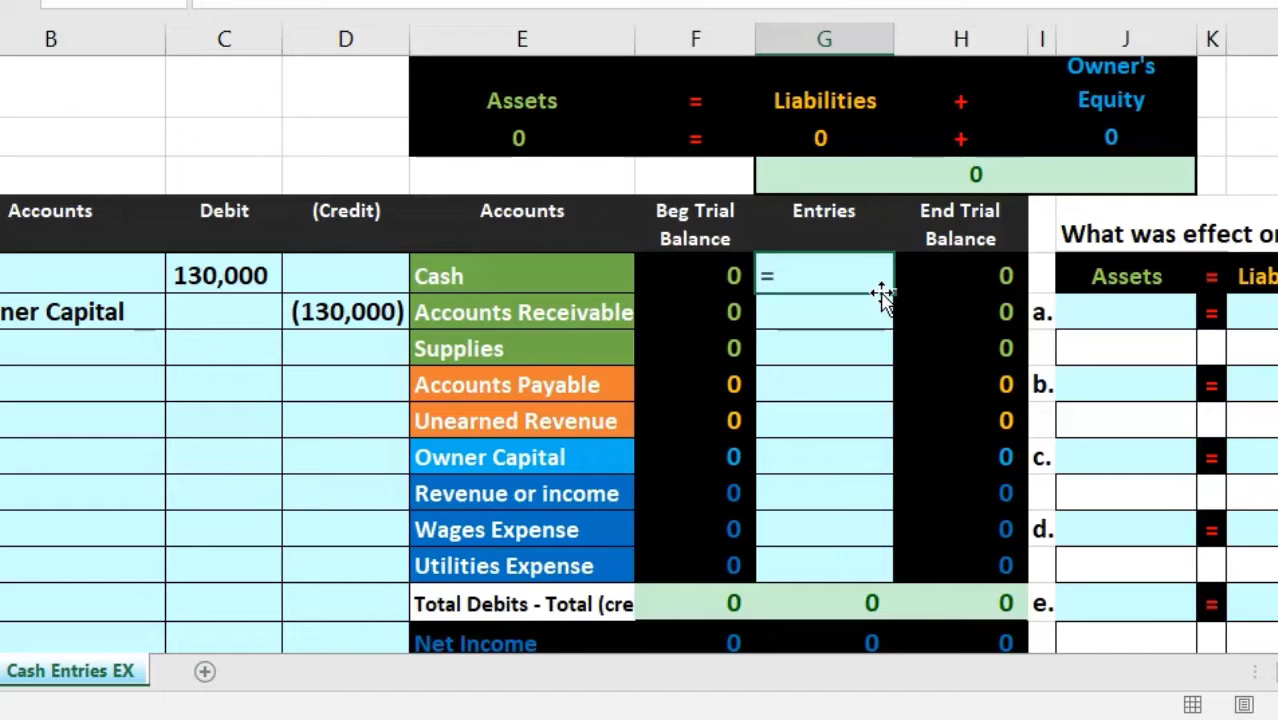 B C D E F G H I J K
Owner's
Assets = Liabilities + Equity
0 = 0 + 0
0
Accounts Debit (Credit) Accounts Beg Trial Balance Entries End Trial Balance
What was effect or
130,000 Cash 0 = 0 Assets = Liab
ner Capital (130,000) Accounts Receivable 0 0 a. =
Supplies 0 0
Accounts Payable 0 0 b. =
Unearned Revenue 0 0
Owner Capital 0 0 c. =
Revenue or income 0 0
Wages Expense 0 0 d. =
Utilities Expense 0 0
Total Debits - Total (cre 0 0 0 e. =
Net Income 0 0 0
Cash Entries EX